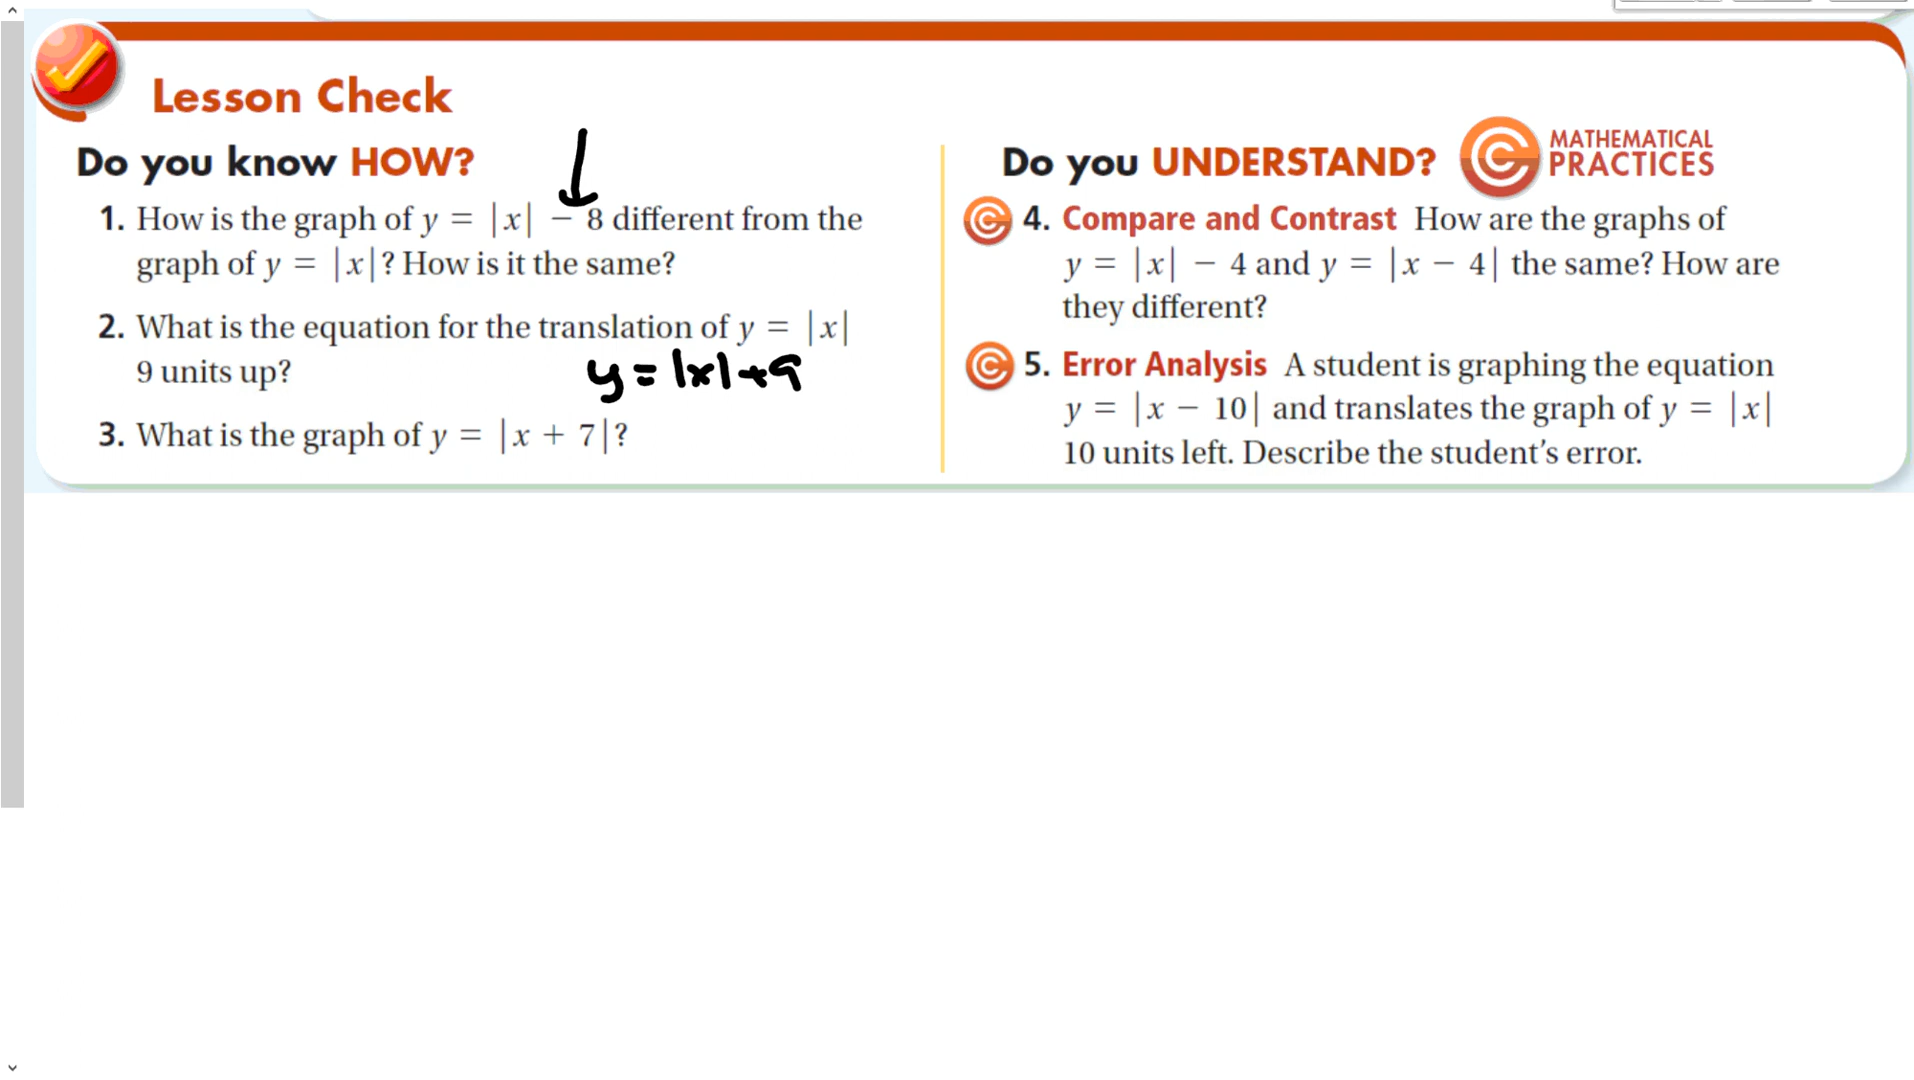 Lesson Check
Do you know HOW?
1. How is the graph of y = |x| − 8 different from the
graph of y = |x|? How is it the same?
2. What is the equation for the translation of y = |x|
9 units up?
y = |x| + 9
3. What is the graph of y = |x + 7|?
Do you UNDERSTAND?
MATHEMATICAL
PRACTICES
4. Compare and Contrast How are the graphs of
y = |x| − 4 and y = |x − 4| the same? How are
they different?
5. Error Analysis A student is graphing the equation
y = |x − 10| and translates the graph of y = |x|
10 units left. Describe the student's error.